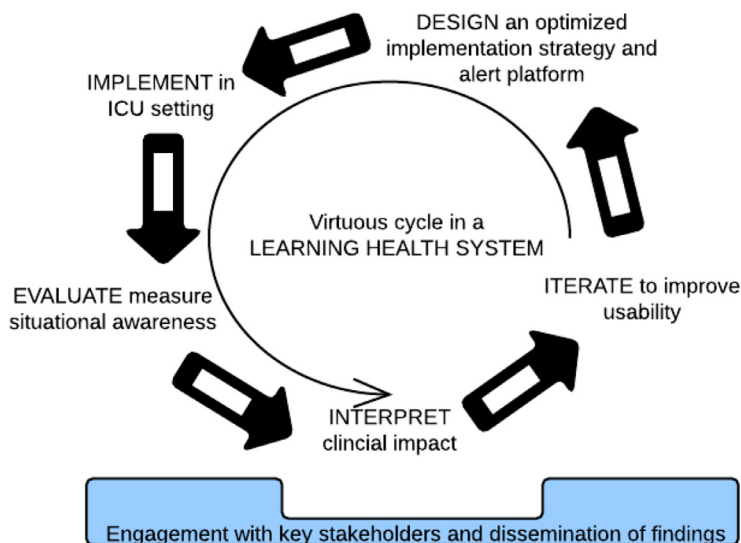 DESIGN an optimized
implementation strategy and
alert platform
IMPLEMENT in
ICU setting
Virtuous cycle in a
LEARNING HEALTH SYSTEM
EVALUATE measure
situational awareness
ITERATE to improve
usability
INTERPRET
clincial impact
Engagement with key stakeholders and dissemination of findings